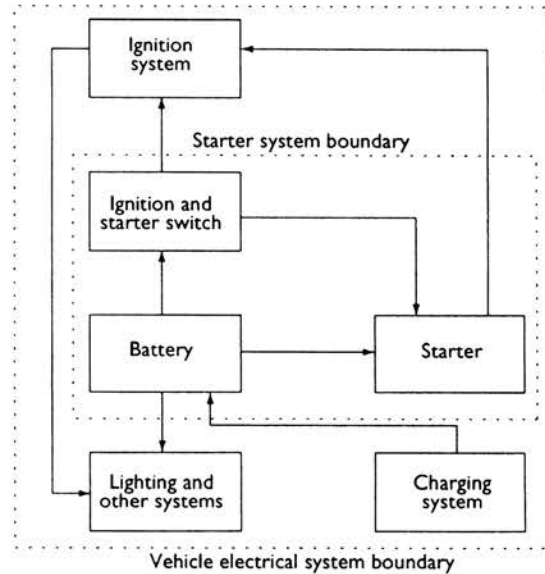 Ignition
system
Starter system boundary
Ignition and
starter switch
Battery
Starter
Lighting and
other systems
Charging
system
Vehicle electrical system boundary